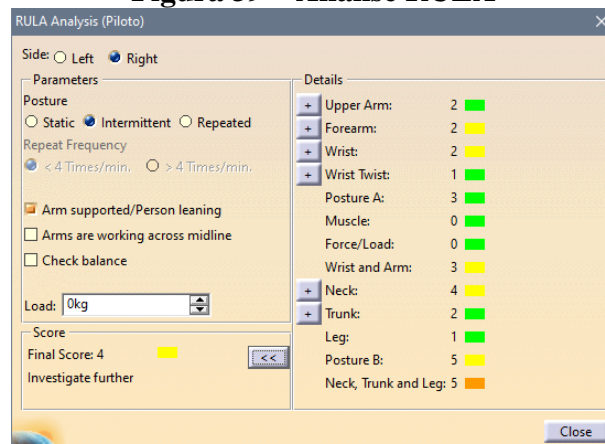 Figura – Análise RULA
RULA Analysis (Piloto)
Side: Left Right
Parameters
Posture
Static Intermittent Repeated
Repeat Frequency
< 4 Times/min. > 4 Times/min.
Arm supported/Person leaning
Arms are working across midline
Check balance
Load: 0kg
Score
Final Score: 4
<<
Investigate further
Details
+ Upper Arm: 2
+ Forearm: 2
+ Wrist: 2
+ Wrist Twist: 1
Posture A: 3
Muscle: 0
Force/Load: 0
Wrist and Arm: 3
+ Neck: 4
+ Trunk: 2
Leg: 1
Posture B: 5
Neck, Trunk and Leg: 5
Close